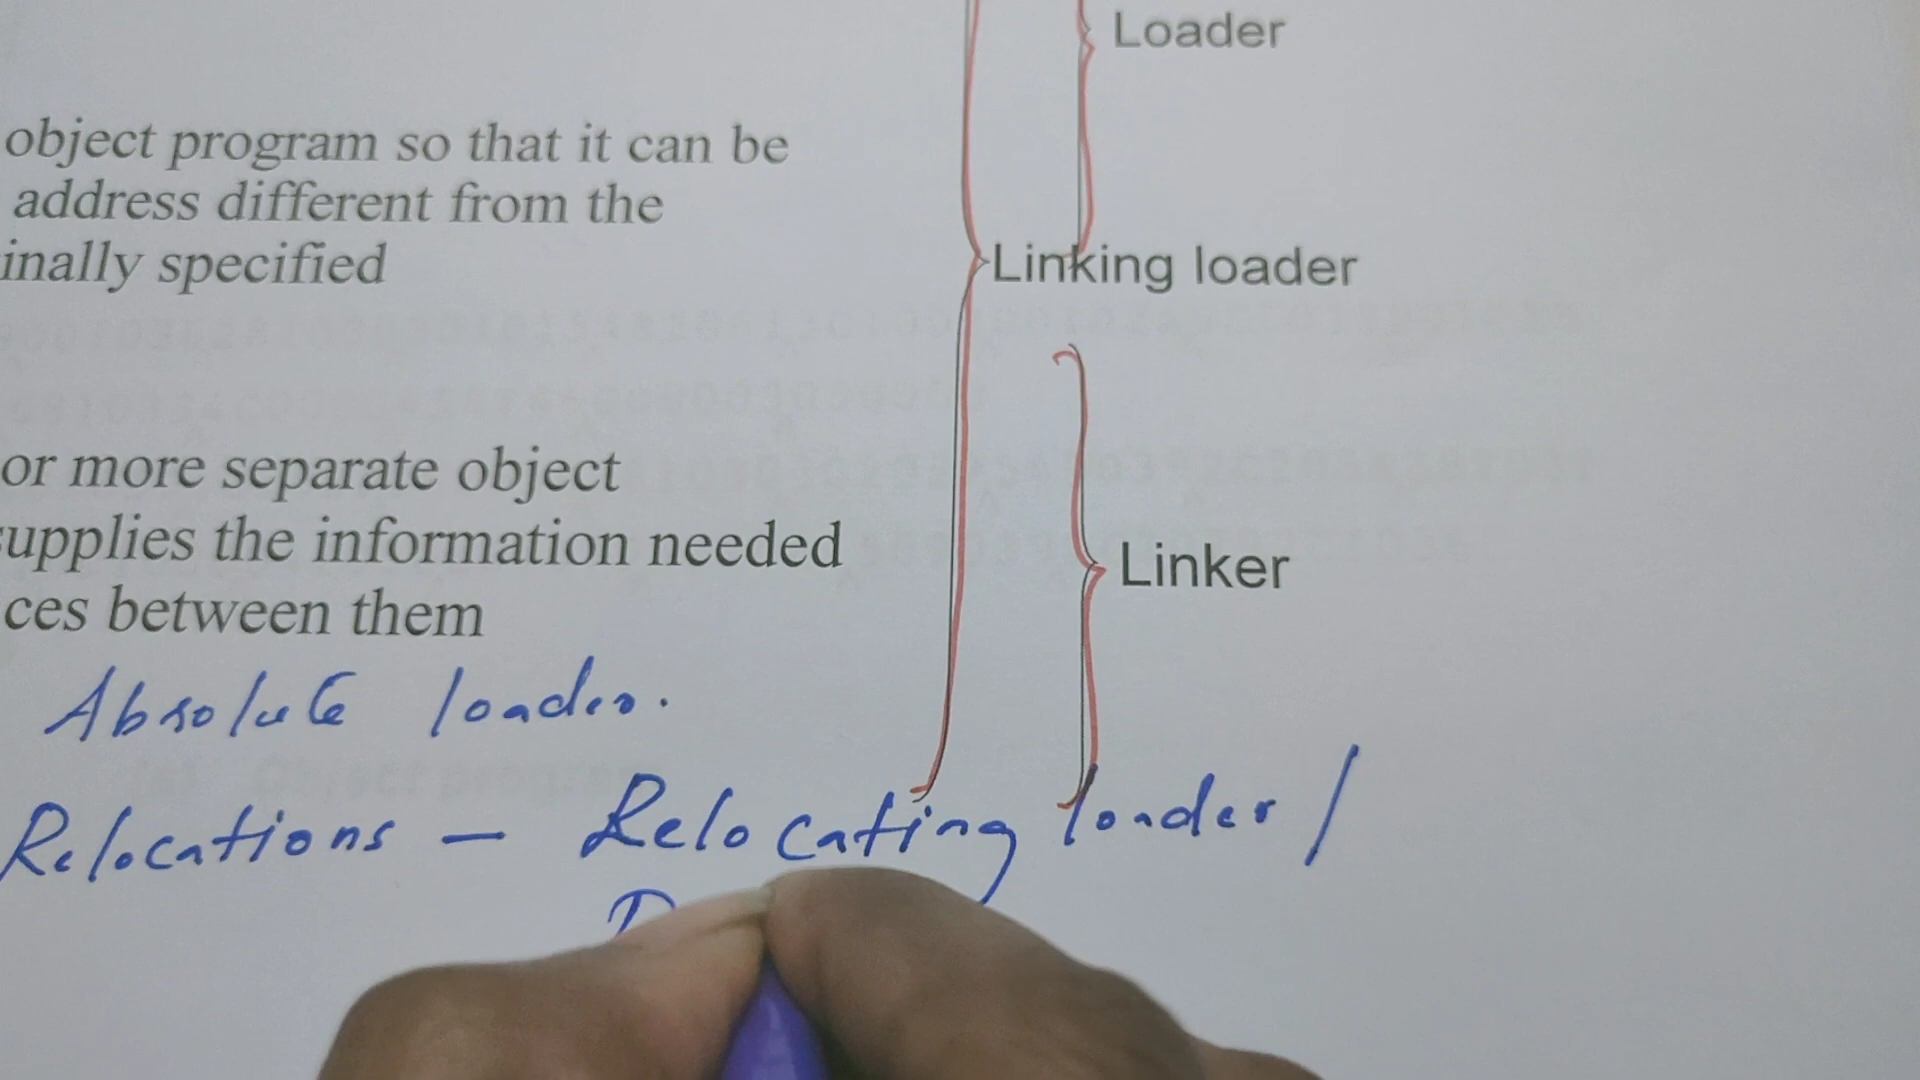 Loader
object program so that it can be
address different from the
inally specified
Linking loader
or more separate object
upplies the information needed
ces between them
Linker
Absolute loader.
Relocations – Relocating loader /